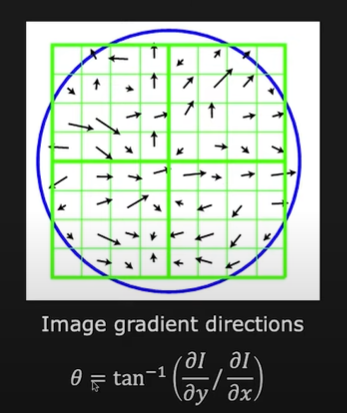 Image gradient directions
θ = tan⁻¹ (∂I/∂y / ∂I/∂x)